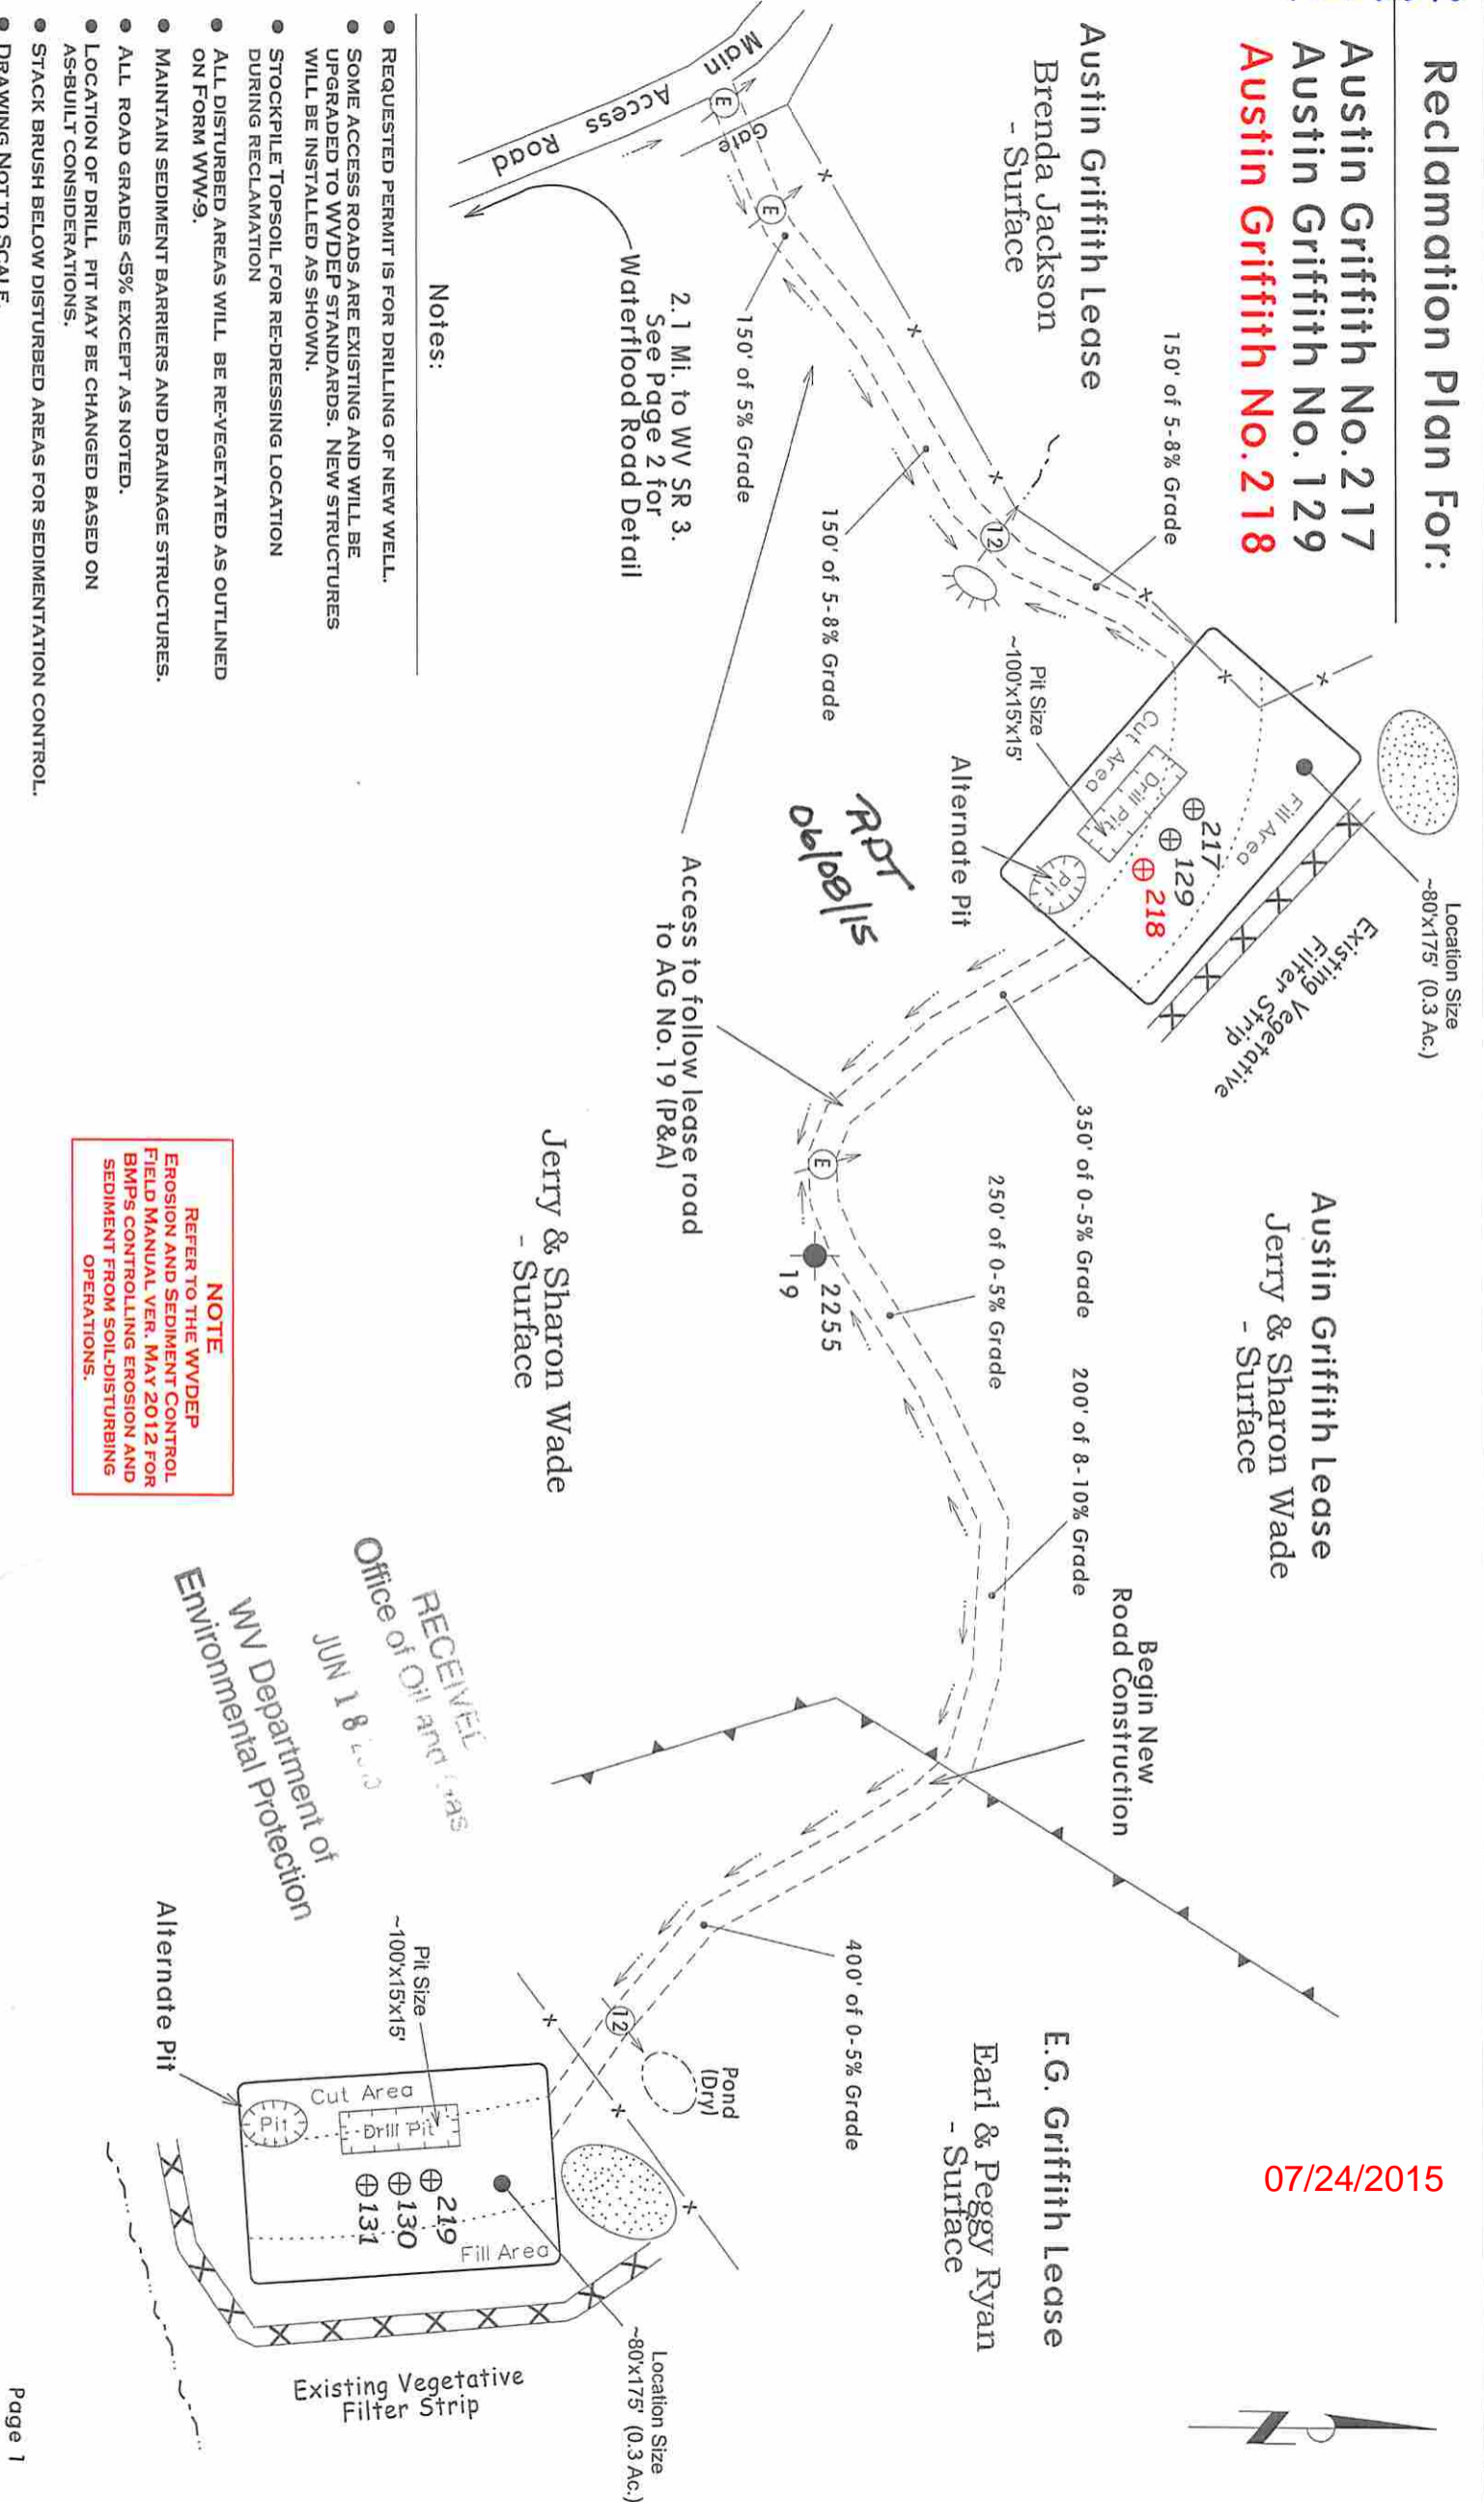 Reclamation Plan For:
Austin Griffith No. 217
Austin Griffith No. 129
Austin Griffith No. 218
Austin Griffith Lease
Brenda Jackson
- Surface
150' of 5-8% Grade
Main Access Road
Gate
E
E
150' of 5% Grade
2.1 Mi. to WV SR 3.
See Page 2 for
Waterflood Road Detail
150' of 5-8% Grade
12
Pit Size
~100'x15'x15'
Cut Area
Drill Pit
Fill Area
Pit
217
129
218
Alternate Pit
Location Size
~80'x175' (0.3 Ac.)
Existing Vegetative
Filter Strip
RDT
06/08/15
Access to follow lease road
to AG No. 19 (P&A)
Austin Griffith Lease
Jerry & Sharon Wade
- Surface
350' of 0-5% Grade
250' of 0-5% Grade
200' of 8-10% Grade
E
2255
19
Jerry & Sharon Wade
- Surface
Begin New
Road Construction
E.G. Griffith Lease
Earl & Peggy Ryan
- Surface
400' of 0-5% Grade
12
Pond
(Dry)
Pit Size
~100'x15'x15'
Alternate Pit
Cut Area
Drill Pit
Pit
219
130
131
Fill Area
Location Size
~80'x175' (0.3 Ac.)
Existing Vegetative
Filter Strip
Notes:
● REQUESTED PERMIT IS FOR DRILLING OF NEW WELL.
● SOME ACCESS ROADS ARE EXISTING AND WILL BE
UPGRADED TO WVDEP STANDARDS. NEW STRUCTURES
WILL BE INSTALLED AS SHOWN.
● STOCKPILE TOPSOIL FOR RE-DRESSING LOCATION
DURING RECLAMATION
● ALL DISTURBED AREAS WILL BE RE-VEGETATED AS OUTLINED
ON FORM WW-9.
● MAINTAIN SEDIMENT BARRIERS AND DRAINAGE STRUCTURES.
● ALL ROAD GRADES <5% EXCEPT AS NOTED.
● LOCATION OF DRILL PIT MAY BE CHANGED BASED ON
AS-BUILT CONSIDERATIONS.
● STACK BRUSH BELOW DISTURBED AREAS FOR SEDIMENTATION CONTROL.
● DRAWING NOT TO SCALE.
NOTE
REFER TO THE WVDEP
EROSION AND SEDIMENT CONTROL
FIELD MANUAL VER. MAY 2012 FOR
BMPS CONTROLLING EROSION AND
SEDIMENT FROM SOIL-DISTURBING
OPERATIONS.
RECEIVED
Office of Oil and Gas
JUN 18
WV Department of
Environmental Protection
07/24/2015
N
Page 1